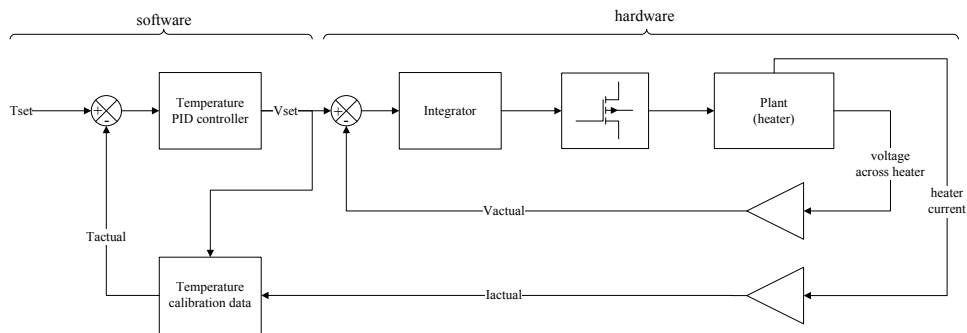 software
hardware
Tset
+
-
Temperature
PID controller
Vset
+
-
Integrator
Plant
(heater)
voltage
across heater
heater
current
Vactual
Tactual
Temperature
calibration data
Iactual